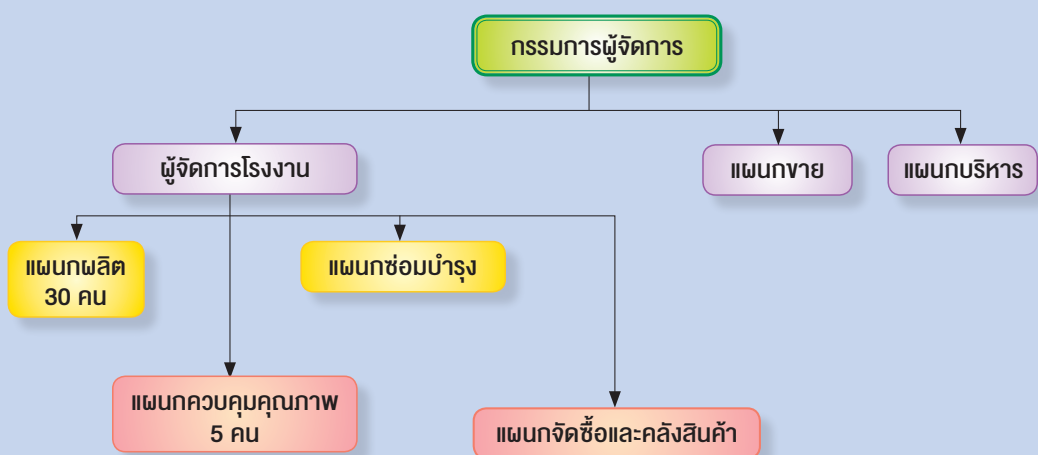 กรรมการผู้จัดการ
ผู้จัดการโรงงาน
แผนกขาย
แผนกบริหาร
แผนกผลิต
30 คน
แผนกซ่อมบำรุง
แผนกควบคุมคุณภาพ
5 คน
แผนกจัดซื้อและคลังสินค้า